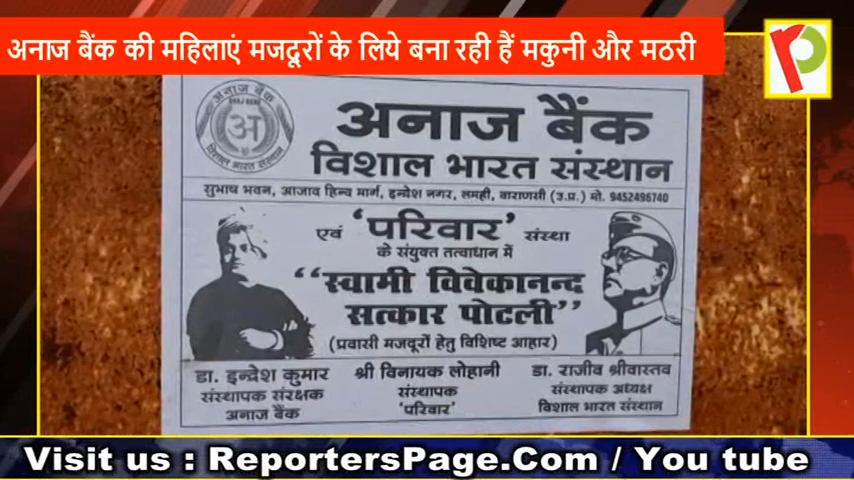 अनाज बैंक की महिलाएं मजदूरों के लिये बना रही हैं मकुनी और मठरी
अनाज बैंक
अ
विशाल भारत संस्थान
अनाज बैंक
विशाल भारत संस्थान
सुभाष भवन, आजाद हिन्द मार्ग, इन्द्रेश नगर, लमही, वाराणसी (उ.प्र.) मो. 9452496740
एवं 'परिवार' संस्था
के संयुक्त तत्वाधान में
“स्वामी विवेकानन्द
सत्कार पोटली”
(प्रवासी मजदूरों हेतु विशिष्ट आहार)
डा. इन्द्रेश कुमार
संस्थापक संरक्षक
अनाज बैंक
श्री विनायक लोहानी
संस्थापक
'परिवार'
डा. राजीव श्रीवास्तव
संस्थापक अध्यक्ष
विशाल भारत संस्थान
Visit us : ReportersPage.Com / You tube